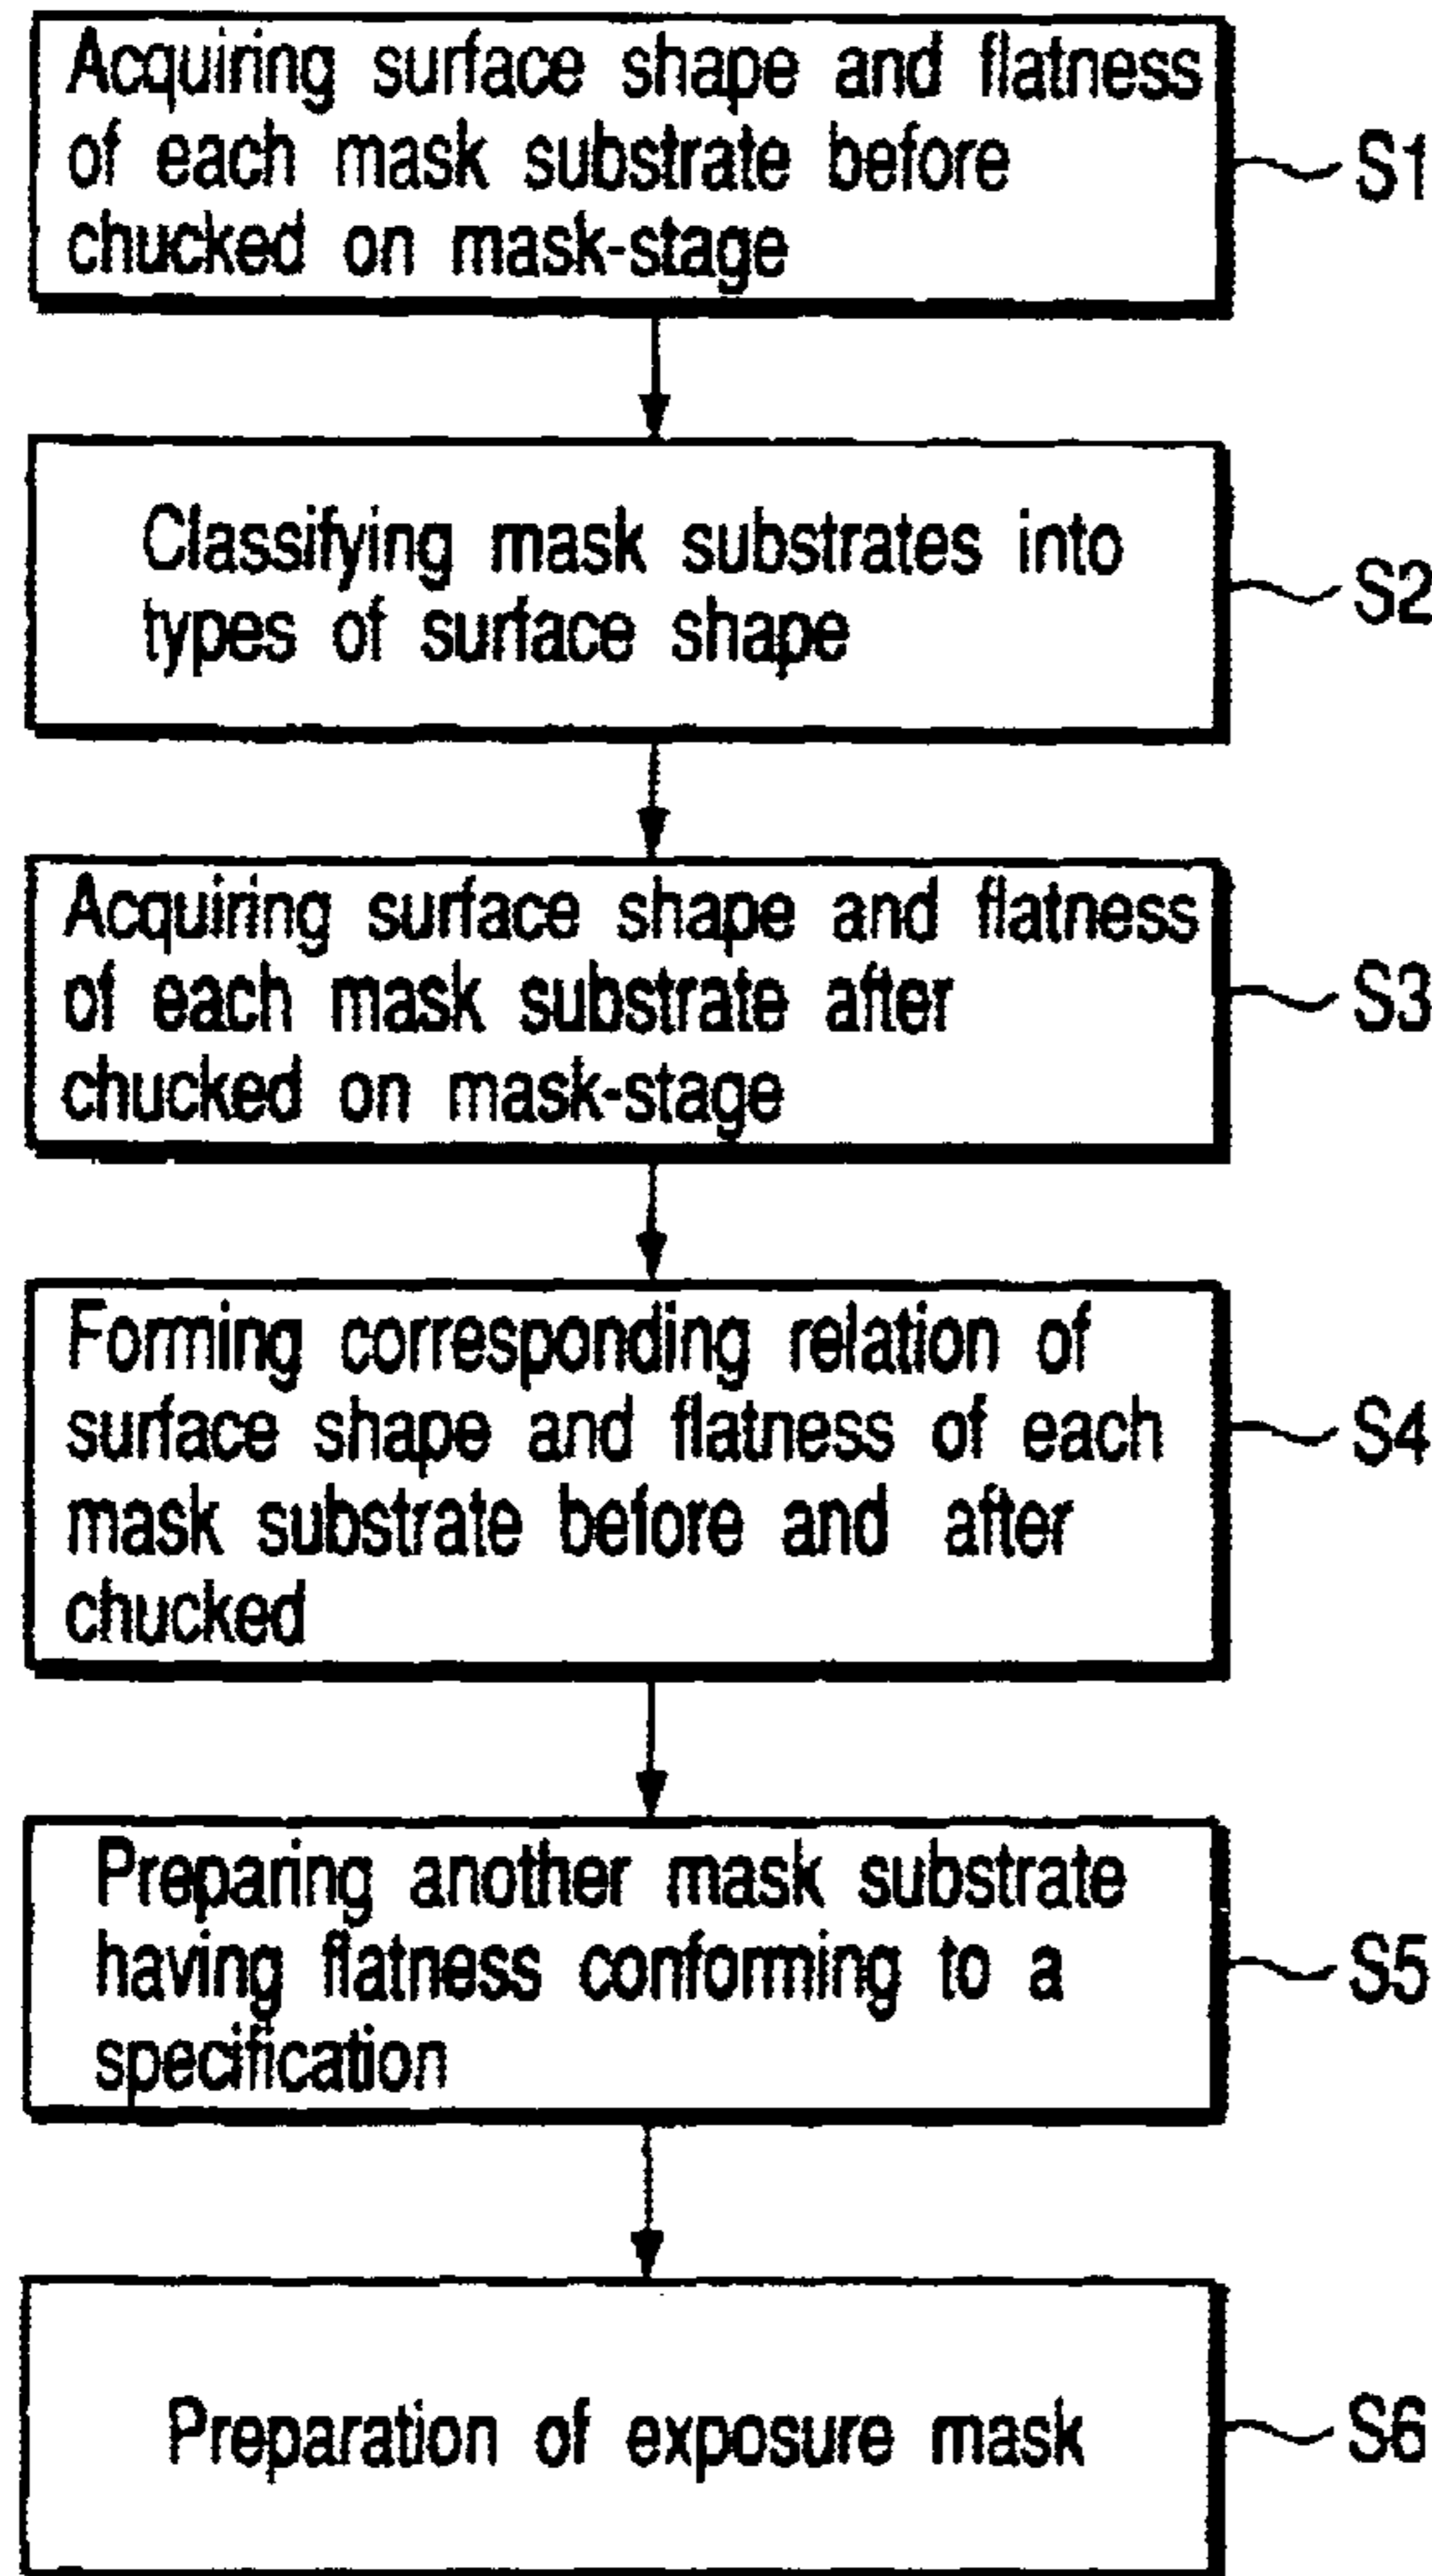 Acquiring surface shape and flatness
of each mask substrate before
chucked on mask-stage
S1
Classifying mask substrates into
types of surface shape
S2
Acquiring surface shape and flatness
of each mask substrate after
chucked on mask-stage
S3
Forming corresponding relation of
surface shape and flatness of each
mask substrate before and after
chucked
S4
Preparing another mask substrate
having flatness conforming to a
specification
S5
Preparation of exposure mask
S6